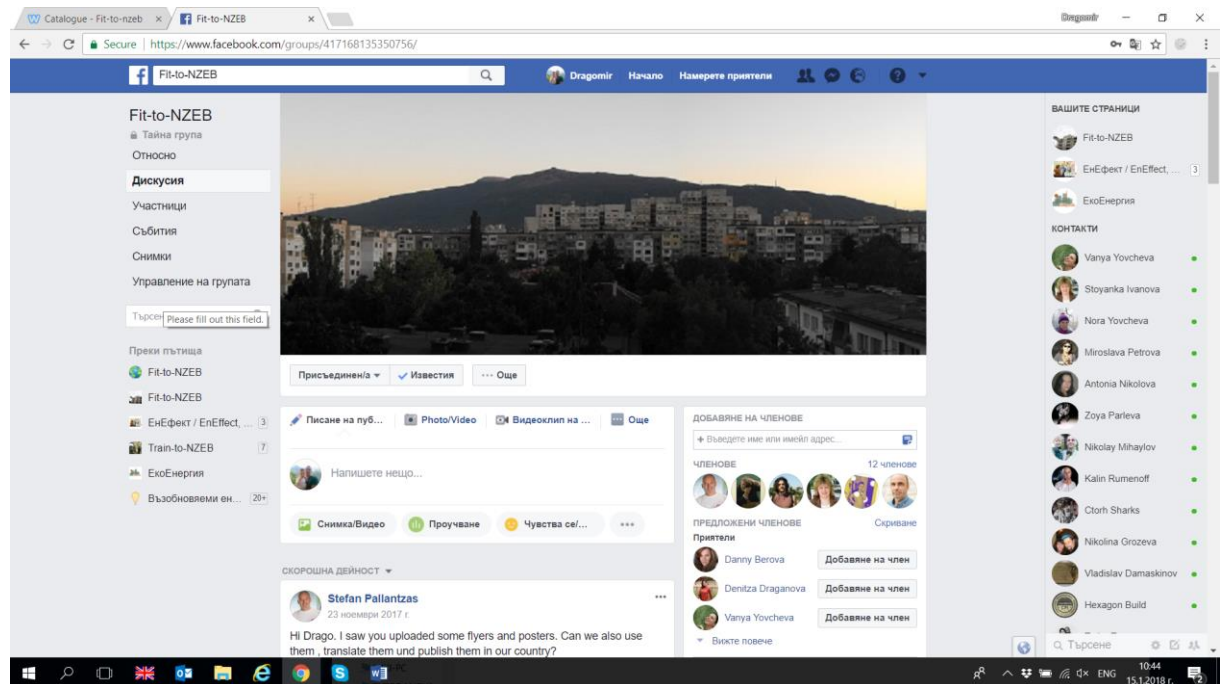 Catalogue - Fit-to-nzeb
Fit-to-NZEB
Dragomir
Secure | https://www.facebook.com/groups/417168135350756/
Fit-to-NZEB
Dragomir Начало Намерете приятели
Fit-to-NZEB
Тайна група
Относно
Дискусия
Участници
Събития
Снимки
Управление на групата
Please fill out this field.
Преки пътища
Fit-to-NZEB
Fit-to-NZEB
ЕнЕфект / EnEffect, ... 3
Train-to-NZEB 7
ЕкоЕнергия
Възобновяеми ен... 20+
Присъединен/а Известия Още
Писане на пуб... Photo/Video Видеоклип на ... Още
Напишете нещо...
Снимка/Видео Проучване Чувства се/...
СКОРОШНА ДЕЙНОСТ
Stefan Pallantzas
23 ноември 2017 г.
Hi Drago. I saw you uploaded some flyers and posters. Can we also use
them , translate them und publish them in our country?
ДОБАВЯНЕ НА ЧЛЕНОВЕ
+ Въведете име или имейл адрес...
ЧЛЕНОВЕ 12 членове
ПРЕДЛОЖЕНИ ЧЛЕНОВЕ Скриване
Приятели
Danny Berova Добавяне на член
Denitza Draganova Добавяне на член
Vanya Yovcheva Добавяне на член
Вижте повече
ВАШИТЕ СТРАНИЦИ
Fit-to-NZEB
ЕнЕфект / EnEffect, ... 3
ЕкоЕнергия
КОНТАКТИ
Vanya Yovcheva
Stoyanka Ivanova
Nora Yovcheva
Miroslava Petrova
Antonia Nikolova
Zoya Parleva
Nikolay Mihaylov
Kalin Rumenoff
Ctorh Sharks
Nikolina Grozeva
Vladislav Damaskinov
Hexagon Build
Търсене
ENG
10:44
15.1.2018 г.